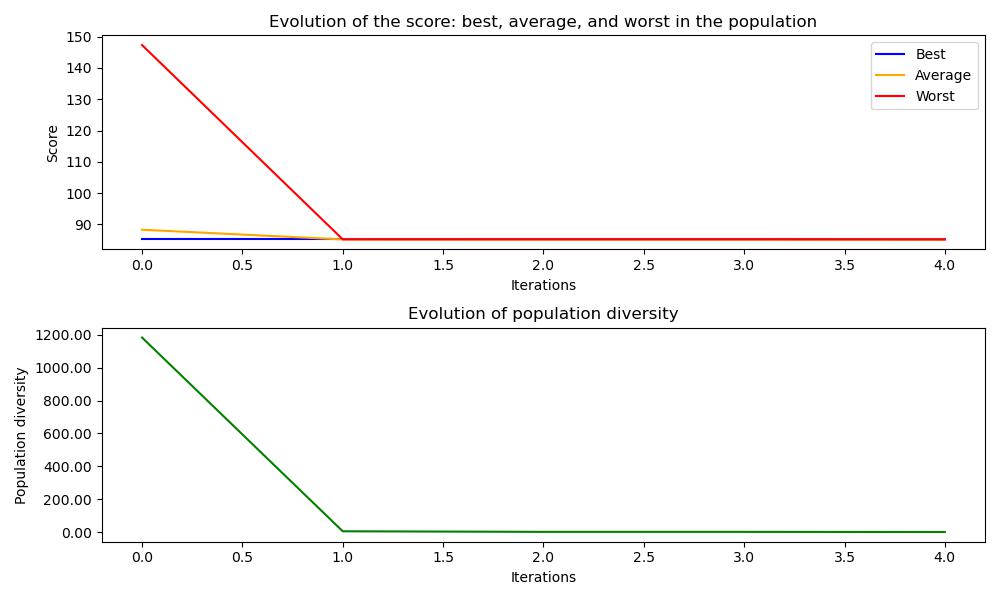 Evolution of the score: best, average, and worst in the population
150
140
130
120
110
100
90
Score
Best
Average
Worst
0.0 0.5 1.0 1.5 2.0 2.5 3.0 3.5 4.0
Iterations
Evolution of population diversity
1200.00
1000.00
800.00
600.00
400.00
200.00
0.00
Population diversity
0.0 0.5 1.0 1.5 2.0 2.5 3.0 3.5 4.0
Iterations